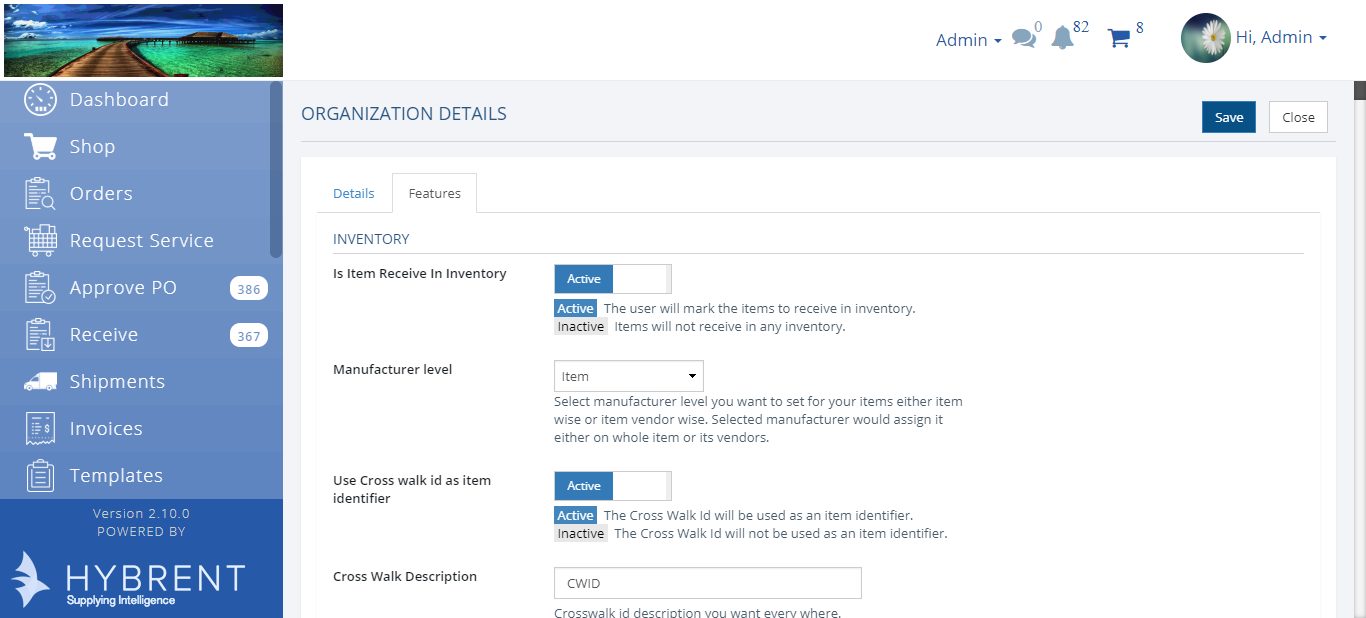 Admin
0
82
8
Hi, Admin
Dashboard
Shop
Orders
Request Service
Approve PO
386
Receive
367
Shipments
Invoices
Templates
Version 2.10.0
POWERED BY
HYBRENT
Supplying Intelligence
ORGANIZATION DETAILS
Save
Close
Details
Features
INVENTORY
Is Item Receive In Inventory
Active
Active The user will mark the items to receive in inventory.
Inactive Items will not receive in any inventory.
Manufacturer level
Item
Select manufacturer level you want to set for your items either item
wise or item vendor wise. Selected manufacturer would assign it
either on whole item or its vendors.
Use Cross walk id as item
identifier
Active
Active The Cross Walk Id will be used as an item identifier.
Inactive The Cross Walk Id will not be used as an item identifier.
Cross Walk Description
CWID
Crosswalk id description you want every where.